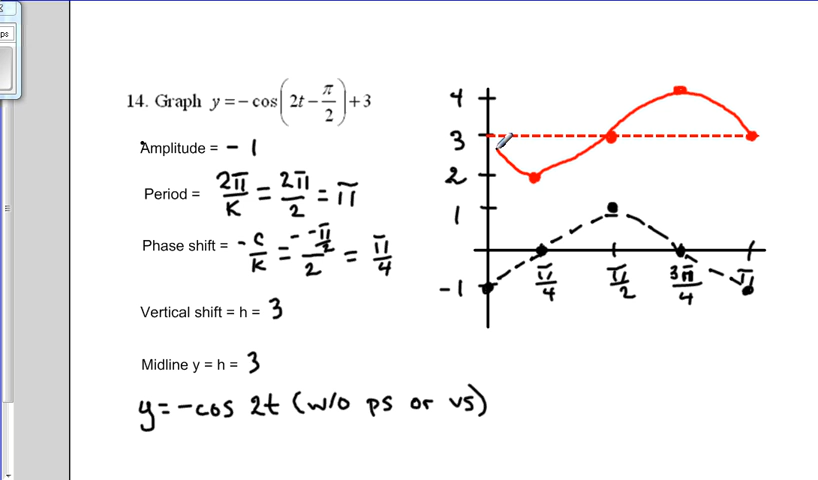 ps
14. Graph y = - cos(2t - π/2) + 3
Amplitude = - 1
Period = 2π/K = 2π/2 = π
Phase shift = - c/K = - -π/2 / 2 = π/4
Vertical shift = h = 3
Midline y = h = 3
y = -cos 2t (w/o ps or vs)
4
3
2
1
-1
π/4 π/2 3π/4 π